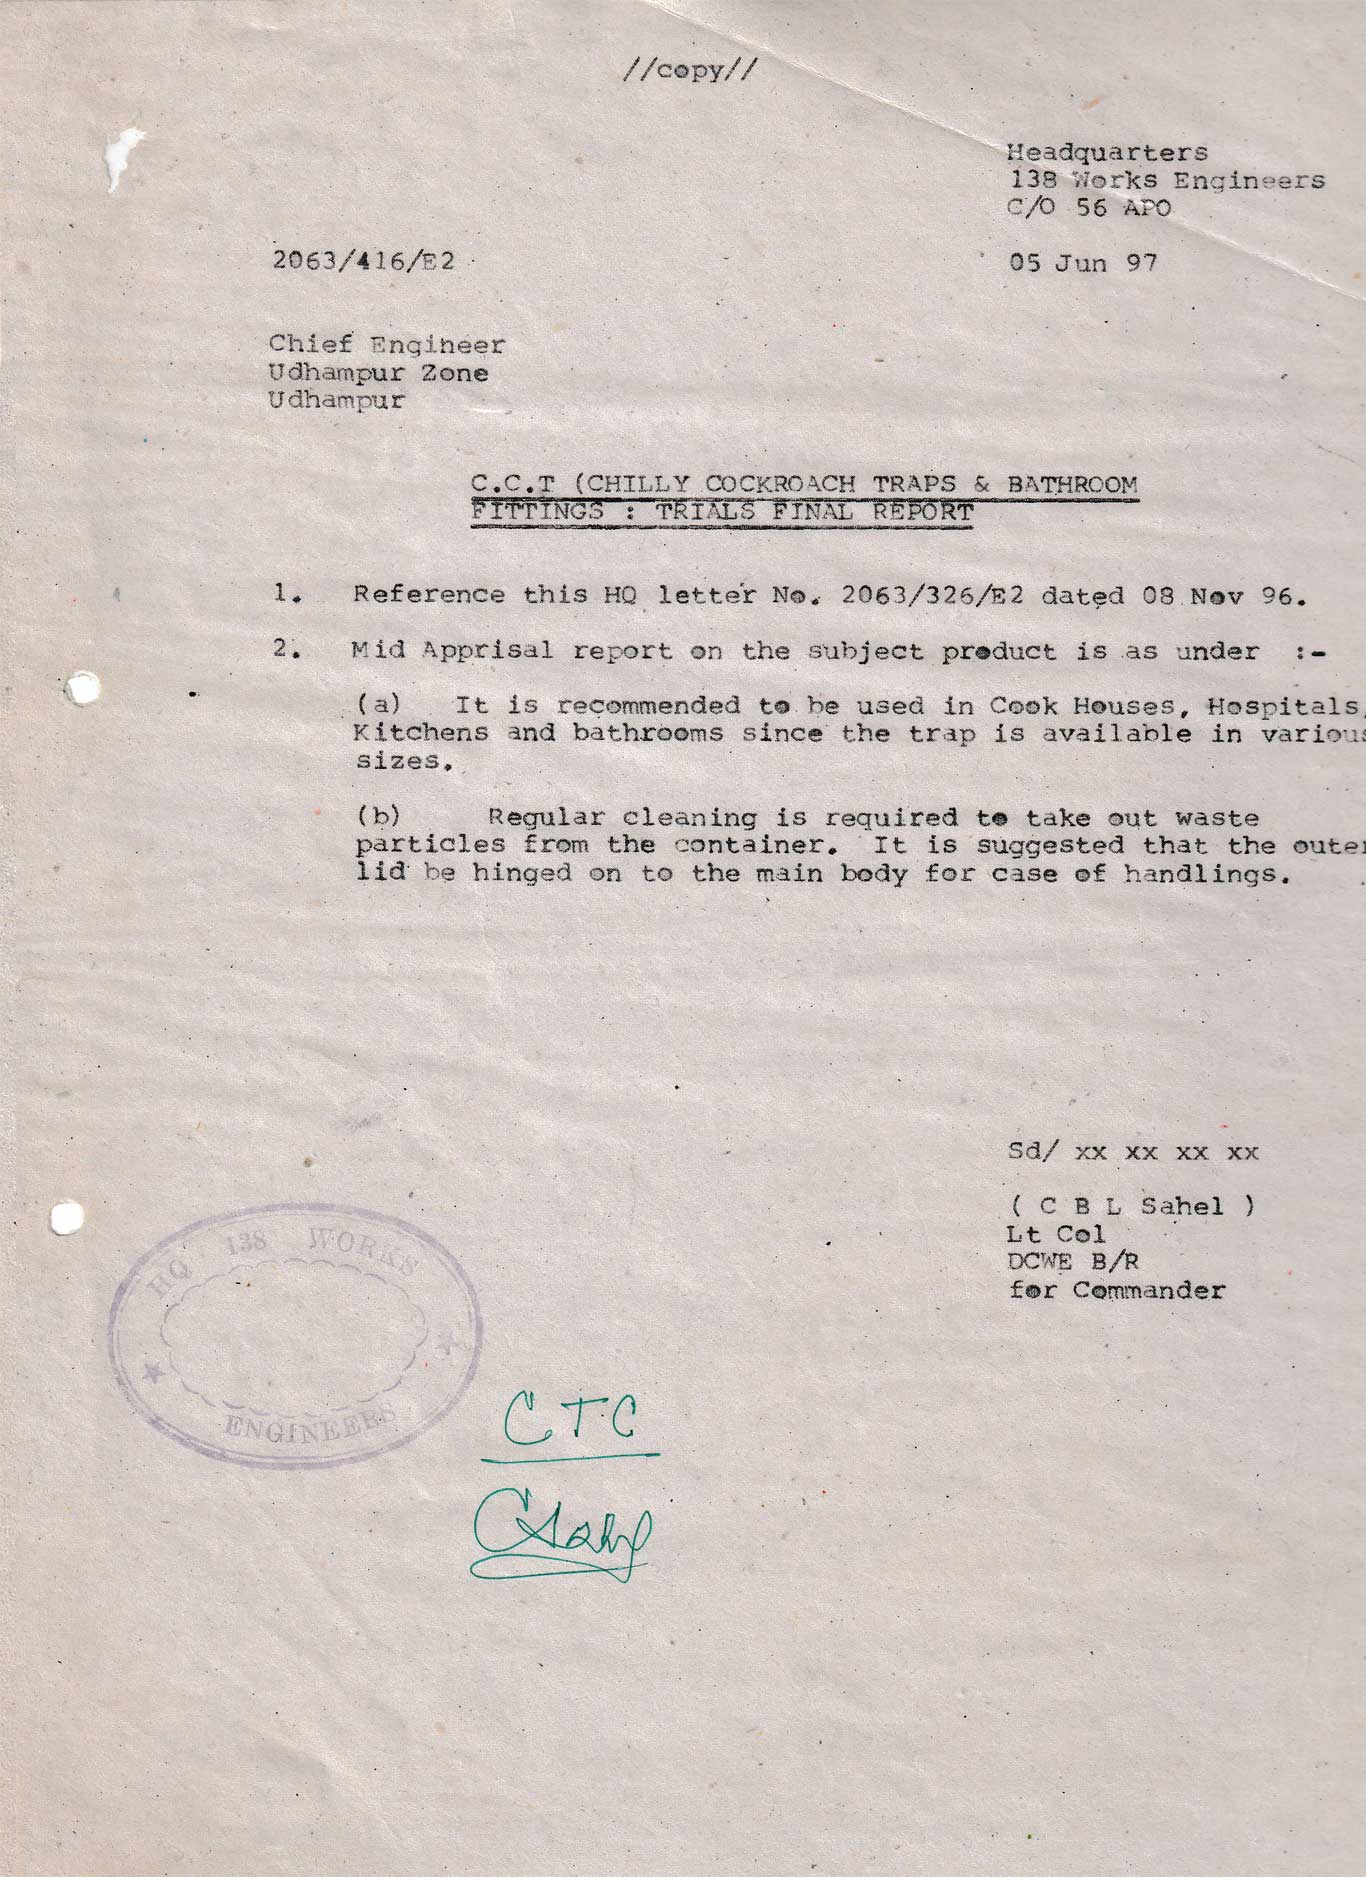 //copy//
Headquarters
138 Works Engineers
C/O 56 APO
2063/416/E2
05 Jun 97
Chief Engineer
Udhampur Zone
Udhampur
C.C.T (CHILLY COCKROACH TRAPS & BATHROOM
FITTINGS : TRIALS FINAL REPORT
1. Reference this HQ letter No. 2063/326/E2 dated 08 Nov 96.
2. Mid Apprisal report on the subject product is as under :-
(a) It is recommended to be used in Cook Houses, Hospitals,
Kitchens and bathrooms since the trap is available in various
sizes.
(b) Regular cleaning is required to take out waste
particles from the container. It is suggested that the outer
lid be hinged on to the main body for case of handlings.
Sd/ xx xx xx xx
( C B L Sahel )
Lt Col
DCWE B/R
for Commander
HQ 138 WORKS
ENGINEERS
CTC
CSahel